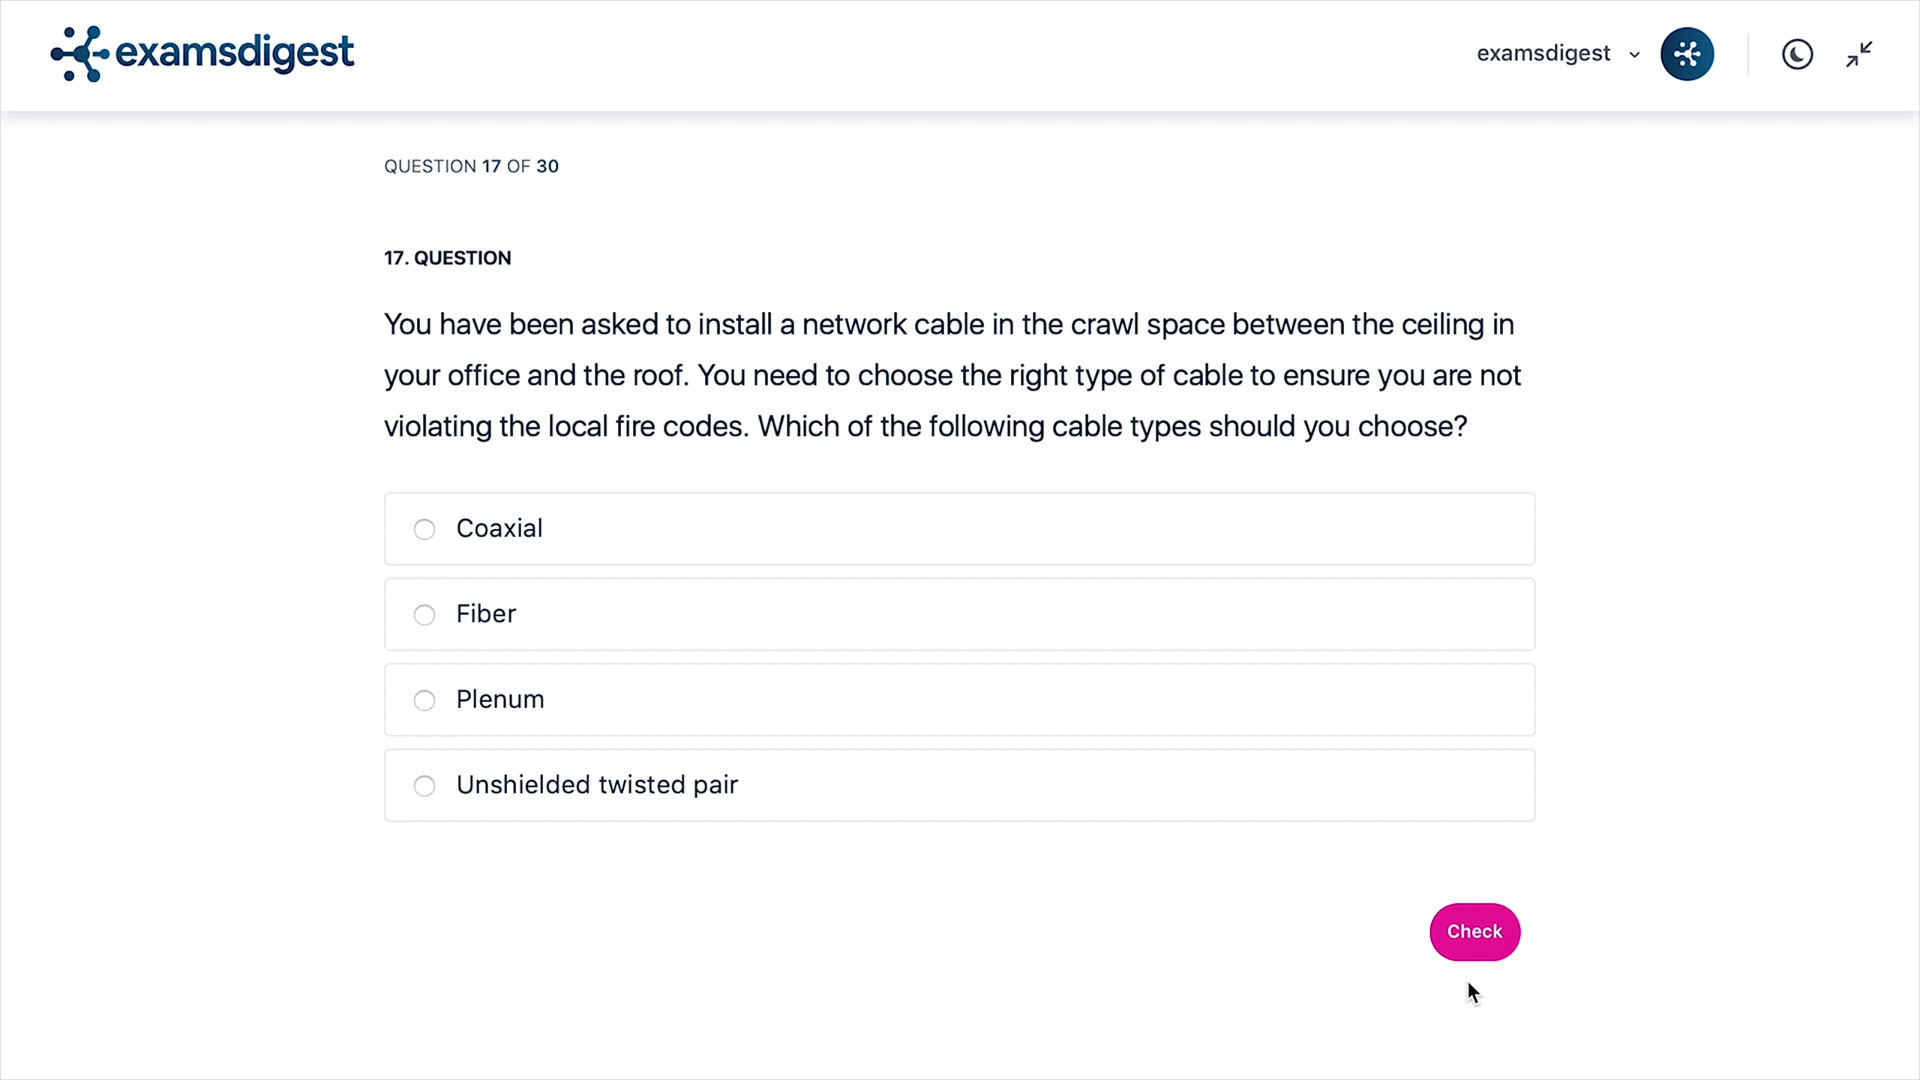 examsdigest
examsdigest
QUESTION 17 OF 30
17. QUESTION
You have been asked to install a network cable in the crawl space between the ceiling in
your office and the roof. You need to choose the right type of cable to ensure you are not
violating the local fire codes. Which of the following cable types should you choose?
Coaxial
Fiber
Plenum
Unshielded twisted pair
Check